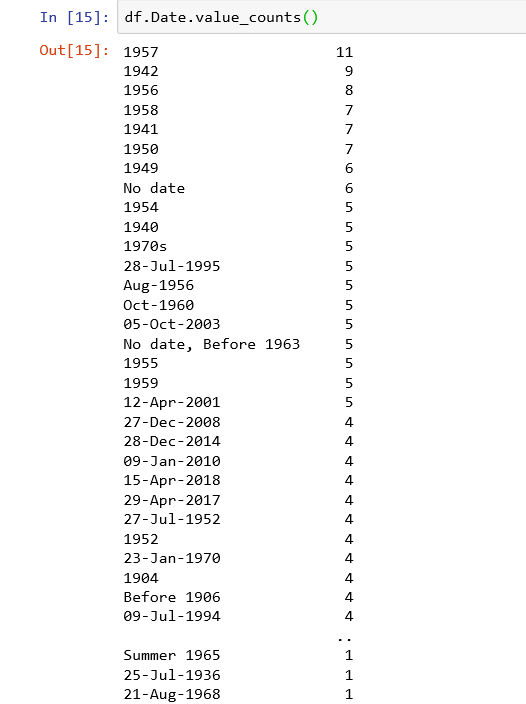 In [15]: df.Date.value_counts()
Out[15]: 1957 11
1942 9
1956 8
1958 7
1941 7
1950 7
1949 6
No date 6
1954 5
1940 5
1970s 5
28-Jul-1995 5
Aug-1956 5
Oct-1960 5
05-Oct-2003 5
No date, Before 1963 5
1955 5
1959 5
12-Apr-2001 5
27-Dec-2008 4
28-Dec-2014 4
09-Jan-2010 4
15-Apr-2018 4
29-Apr-2017 4
27-Jul-1952 4
1952 4
23-Jan-1970 4
1904 4
Before 1906 4
09-Jul-1994 4
..
Summer 1965 1
25-Jul-1936 1
21-Aug-1968 1